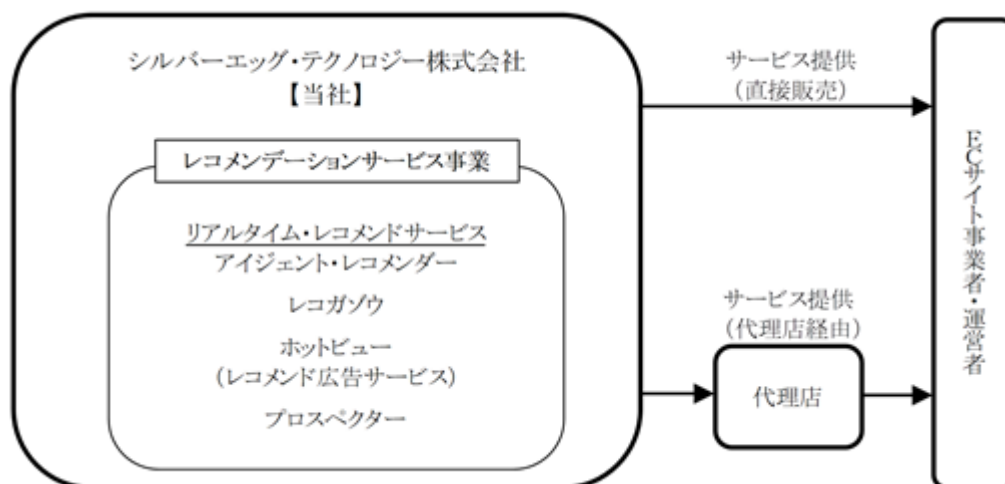 シルバーエッグ・テクノロジー株式会社
【当社】
レコメンデーションサービス事業
リアルタイム・レコメンドサービス
アイジェント・レコメンダー
レコガゾウ
ホットビュー
(レコメンド広告サービス)
プロスペクター
サービス提供
(直接販売)
サービス提供
(代理店経由)
代理店
ECサイト事業者・運営者